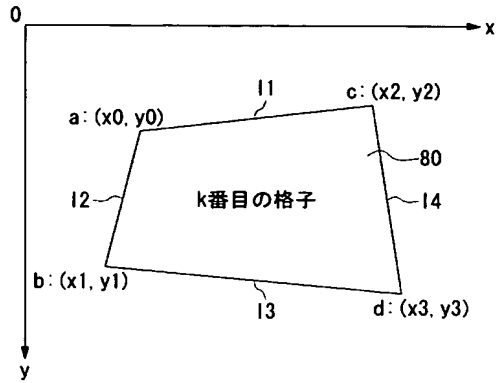 0
x
l1
c: (x2, y2)
a: (x0, y0)
80
l2
k番目の格子
l4
b: (x1, y1)
l3
d: (x3, y3)
y